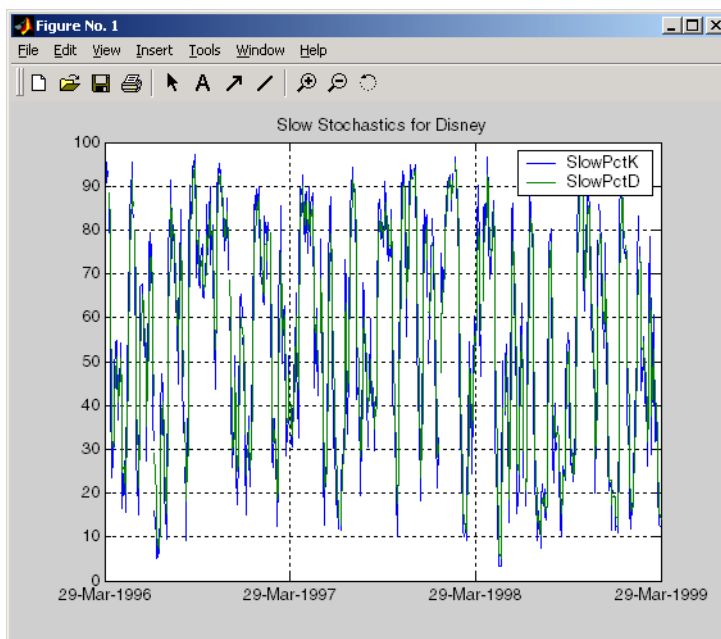 Figure No. 1
File Edit View Insert Tools Window Help
A
Slow Stochastics for Disney
SlowPctK
SlowPctD
100
90
80
70
60
50
40
30
20
10
0
29-Mar-1996 29-Mar-1997 29-Mar-1998 29-Mar-1999